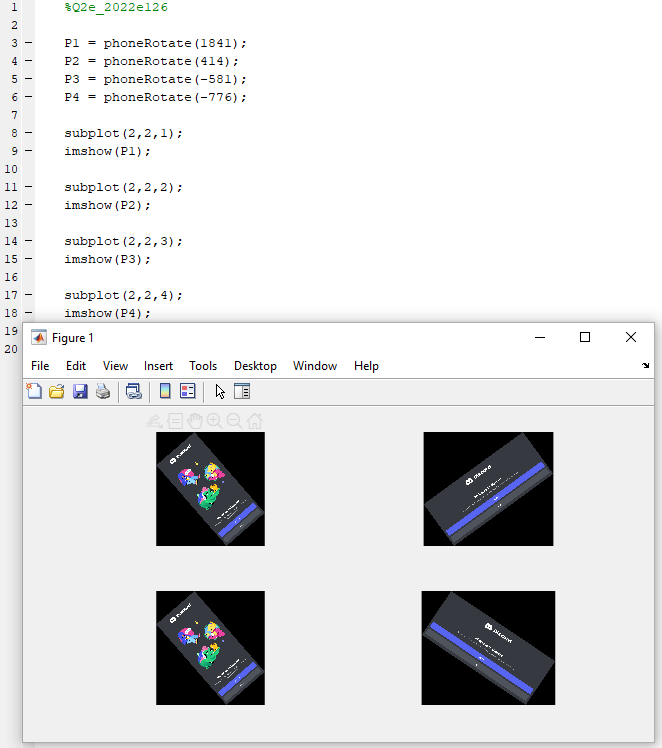 1 %Q2e_2022e126
2
3 – P1 = phoneRotate(1841);
4 – P2 = phoneRotate(414);
5 – P3 = phoneRotate(-581);
6 – P4 = phoneRotate(-776);
7
8 – subplot(2,2,1);
9 – imshow(P1);
10
11 – subplot(2,2,2);
12 – imshow(P2);
13
14 – subplot(2,2,3);
15 – imshow(P3);
16
17 – subplot(2,2,4);
18 – imshow(P4);
19
20
Figure 1
File Edit View Insert Tools Desktop Window Help
Discord
Discord
Discord
Discord